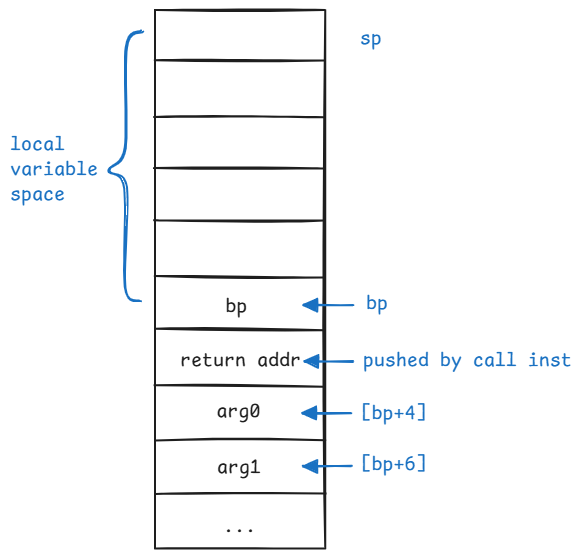 sp
local
variable
space
bp
bp
return addr
pushed by call inst
arg0
[bp+4]
arg1
[bp+6]
...